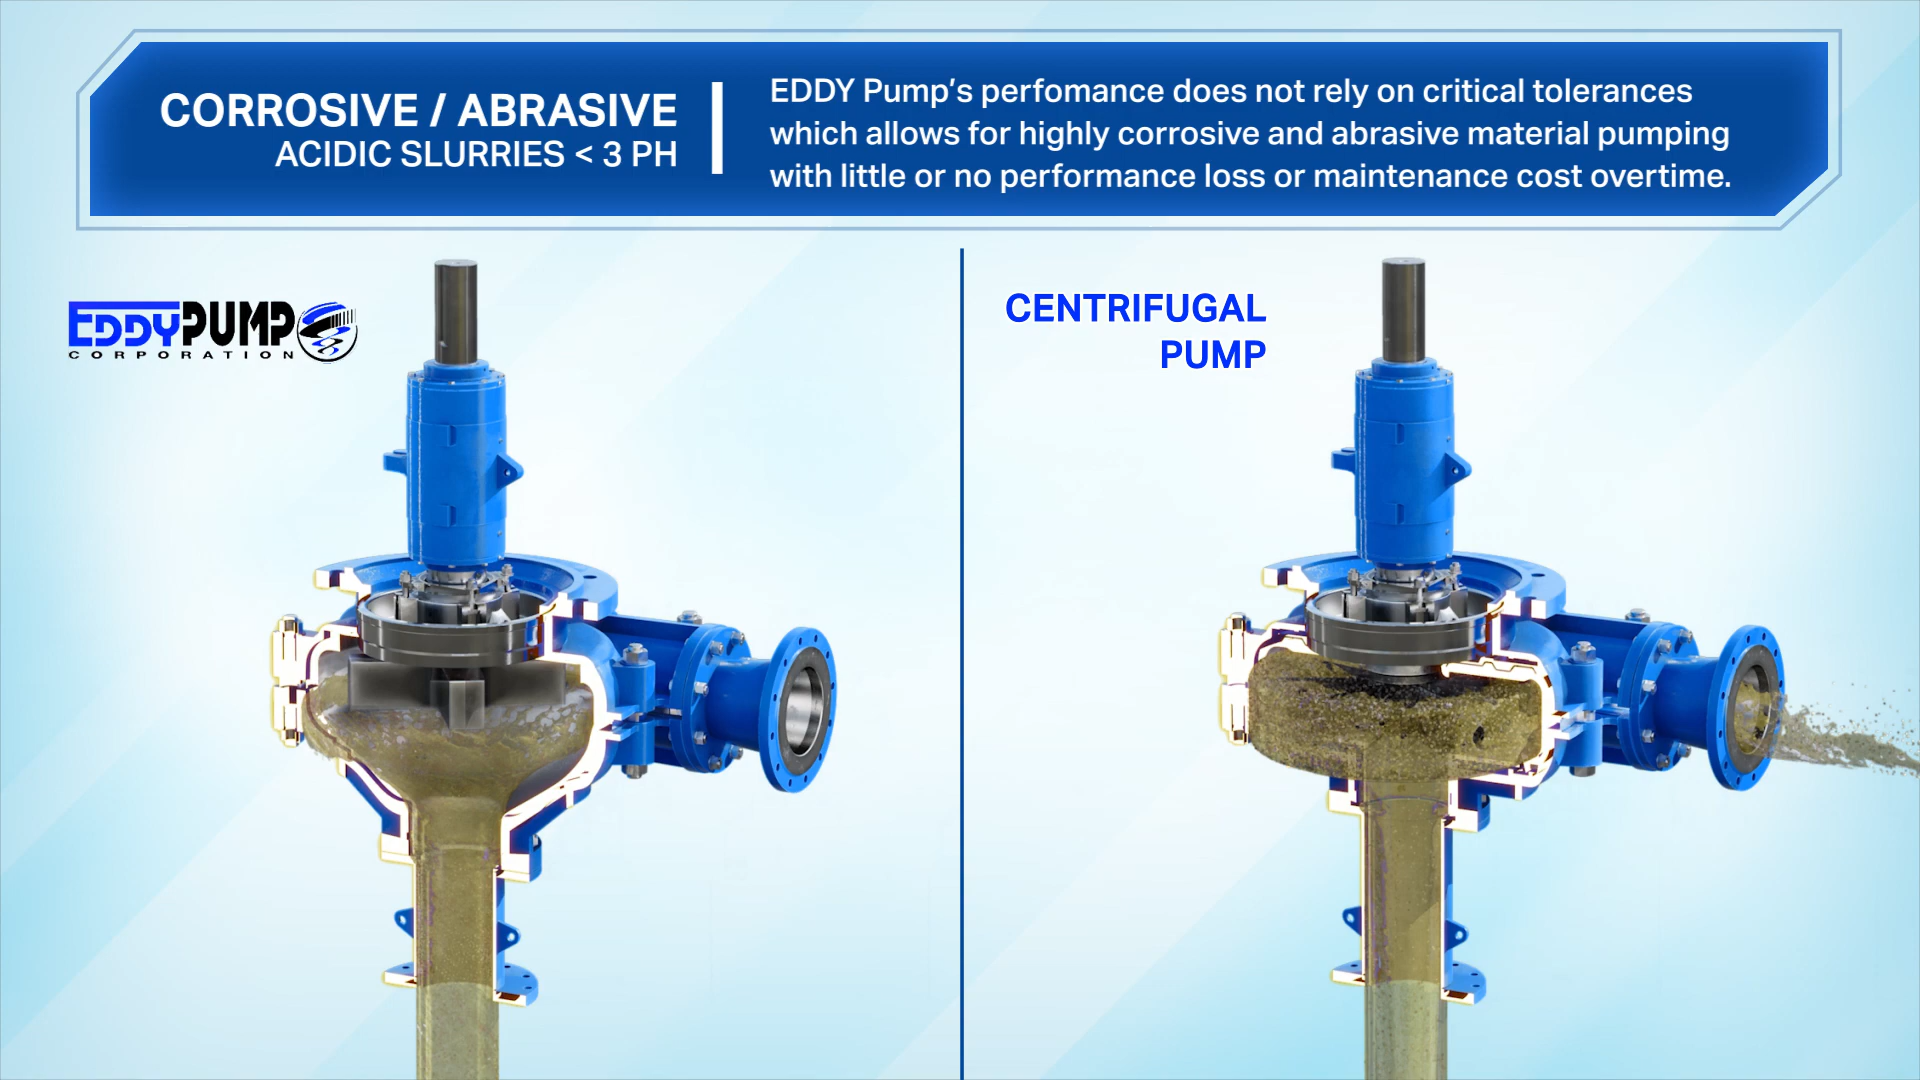 CORROSIVE / ABRASIVE
ACIDIC SLURRIES < 3 PH
EDDY Pump's perfomance does not rely on critical tolerances
which allows for highly corrosive and abrasive material pumping
with little or no performance loss or maintenance cost overtime.
EDDYPUMP
CORPORATION
CENTRIFUGAL
PUMP